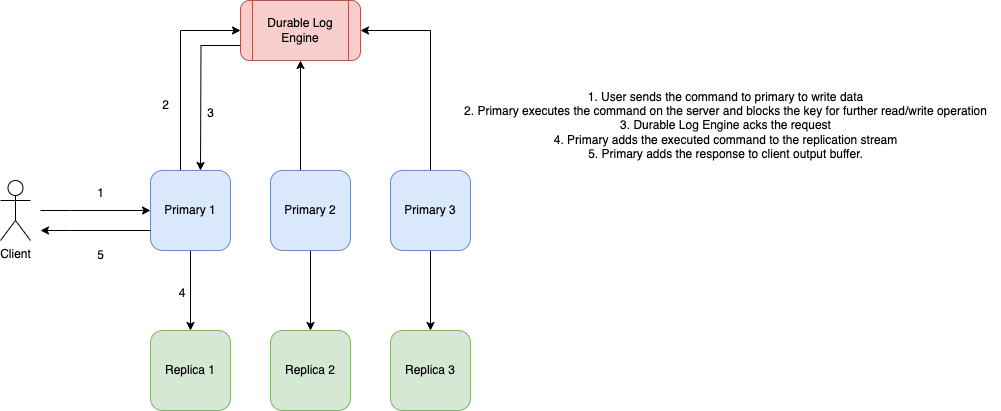 Durable Log
Engine
2
3
1. User sends the command to primary to write data
2. Primary executes the command on the server and blocks the key for further read/write operation
3. Durable Log Engine acks the request
4. Primary adds the executed command to the replication stream
5. Primary adds the response to client output buffer.
1
Primary 1
Primary 2
Primary 3
Client
5
4
Replica 1
Replica 2
Replica 3